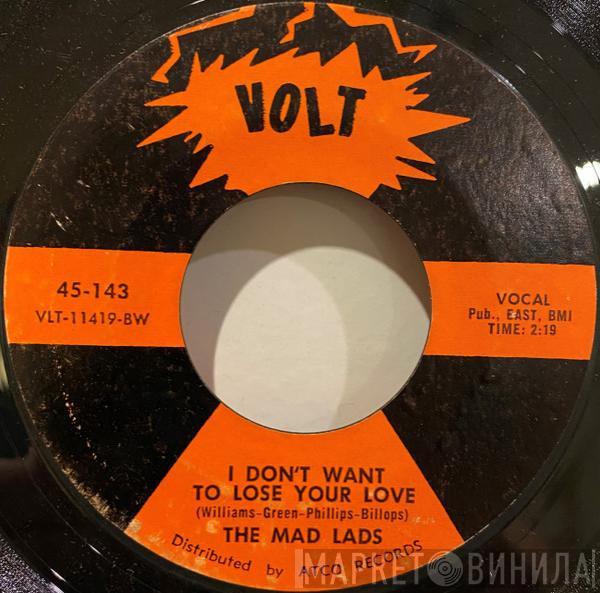 VOLT
45-143
VLT-11419-BW
VOCAL
Pub., EAST, BMI
TIME: 2:19
I DON'T WANT
TO LOSE YOUR LOVE
(Williams-Green-Phillips-Billops)
THE MAD LADS
Distributed by ATCO RECORDS
МАРКЕТ ВИНИЛА